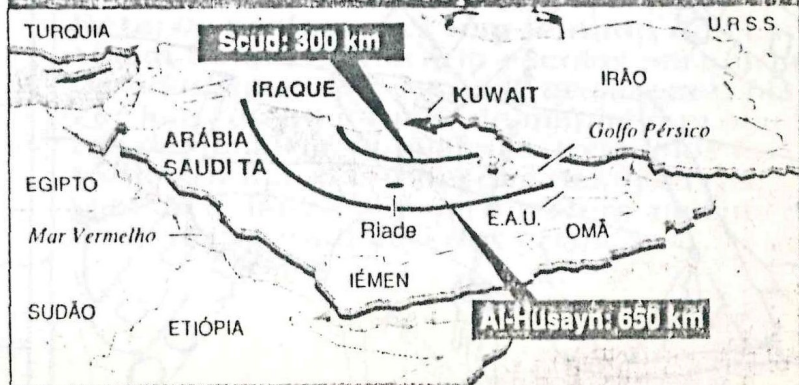 TURQUIA
Scud: 300 km
U.R.S.S.
IRAQUE
KUWAIT
IRÃO
ARÁBIA
SAUDITA
Golfo Pérsico
EGIPTO
Riade
E.A.U.
OMÃ
Mar Vermelho
IÉMEN
SUDÃO
ETIÓPIA
Al-Husayn: 650 km